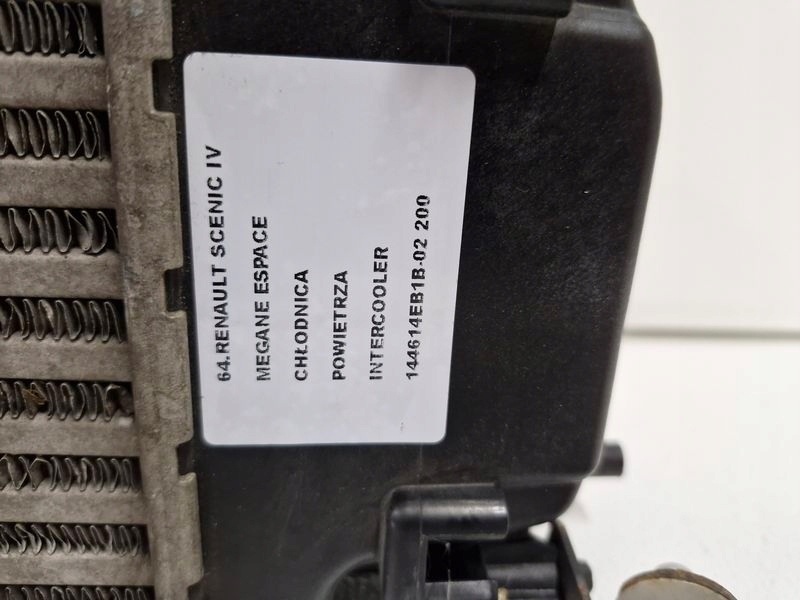 64.RENAULT SCENIC IV
MEGANE ESPACE
CHŁODNICA
POWIETRZA
INTERCOOLER
144614EB1B-02 200